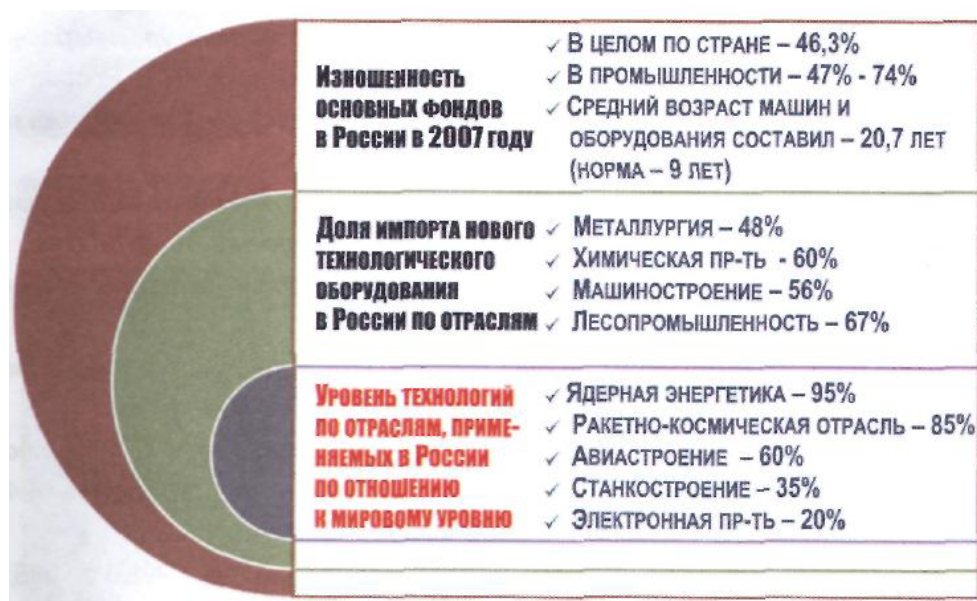 Изношенность
основных фондов
в России в 2007 году
✓ В целом по стране – 46,3%
✓ В промышленности – 47% - 74%
✓ Средний возраст машин и
оборудования составил – 20,7 лет
(норма – 9 лет)
Доля импорта нового
технологического
оборудования
в России по отраслям
✓ Металлургия – 48%
✓ Химическая пр-ть - 60%
✓ Машиностроение – 56%
✓ Лесопромышленность – 67%
Уровень технологий
по отраслям, приме-
няемых в России
по отношению
к мировому уровню
✓ Ядерная энергетика – 95%
✓ Ракетно-космическая отрасль – 85%
✓ Авиастроение – 60%
✓ Станкостроение – 35%
✓ Электронная пр-ть – 20%